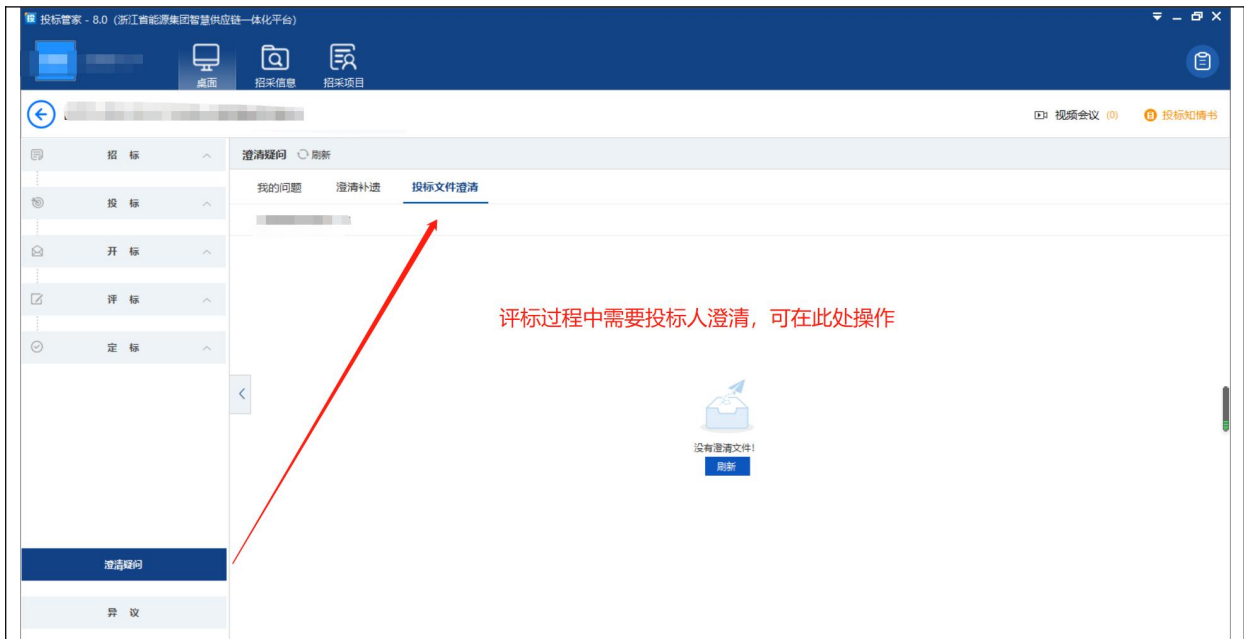 投标管家 - 8.0（浙江省能源集团智慧供应链一体化平台）
桌面
招采信息
招采项目
视频会议 (0)
投标知情书
招 标
澄清疑问 刷新
我的问题 澄清补遗 投标文件澄清
投 标
开 标
评 标
评标过程中需要投标人澄清，可在此处操作
定 标
没有澄清文件!
刷新
澄清疑问
异 议